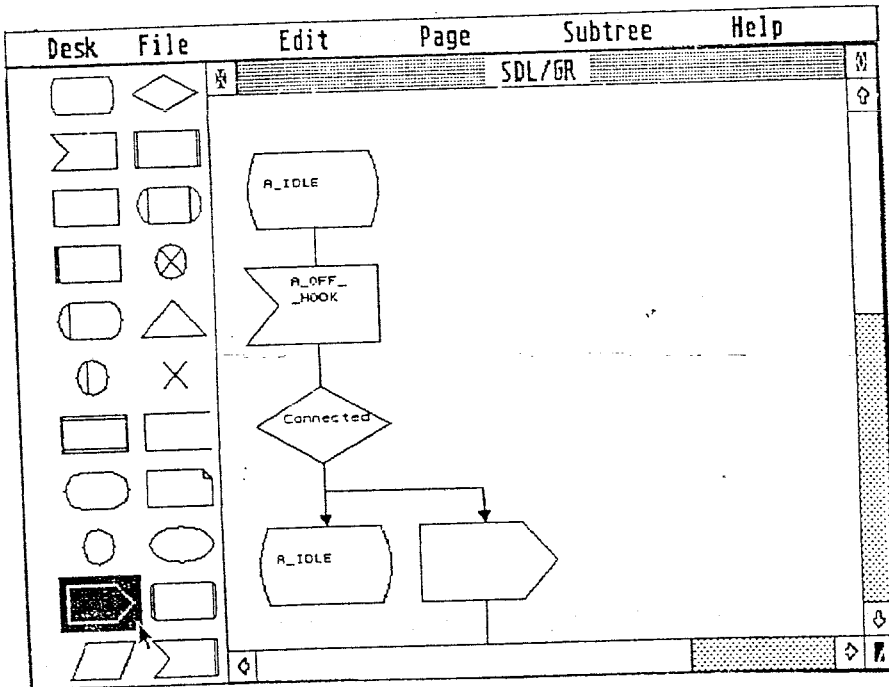 Desk File Edit Page Subtree Help
SDL/GR
A_IDLE
A_OFF_
_HOOK
Connected
A_IDLE